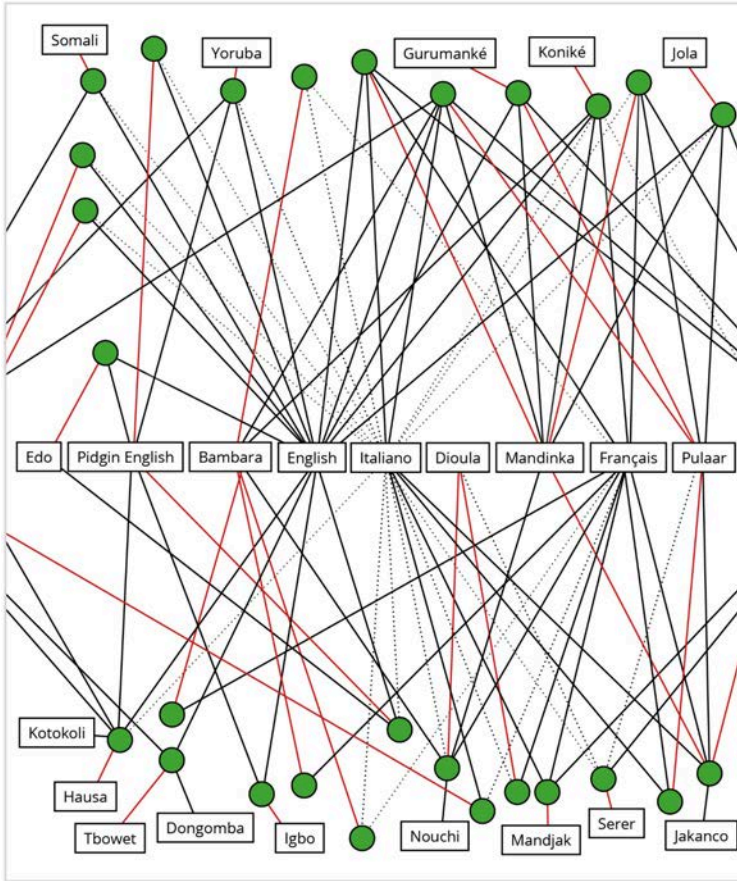 Somali
Yoruba
Gurumanké
Koniké
Jola
Edo
Pidgin English
Bambara
English
Italiano
Dioula
Mandinka
Français
Pulaar
Kotokoli
Hausa
Tbowet
Dongomba
Igbo
Nouchi
Mandjak
Serer
Jakanco